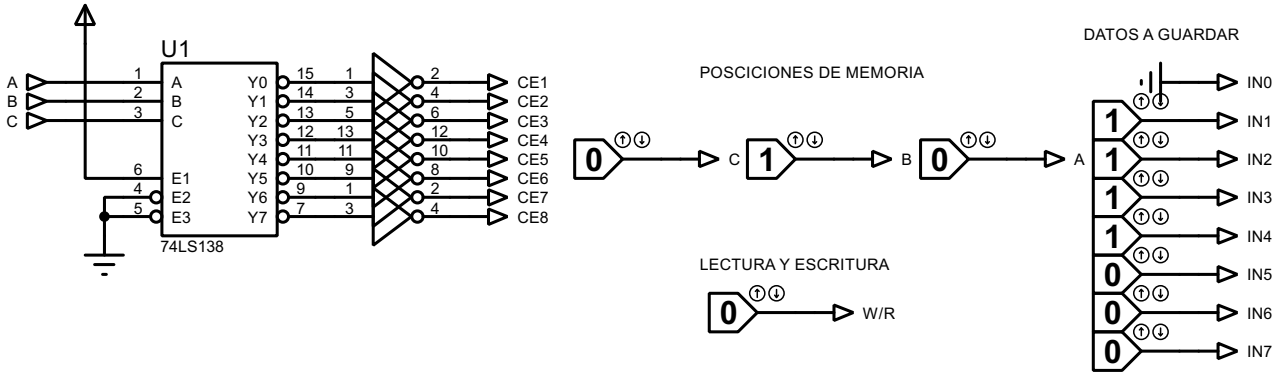 DATOS A GUARDAR
U1
POSCICIONES DE MEMORIA
A 1 A Y0 15 1 2 CE1
B 2 B Y1 14 3 4 CE2
C 3 C Y2 13 5 6 CE3
Y3 12 13 12 CE4
Y4 11 11 10 CE5
6 E1 Y5 10 9 8 CE6
4 E2 Y6 9 1 2 CE7
5 E3 Y7 7 3 4 CE8
74LS138
0 C 1 B 0 A
LECTURA Y ESCRITURA
0 W/R
IN0
1 IN1
1 IN2
1 IN3
1 IN4
0 IN5
0 IN6
0 IN7